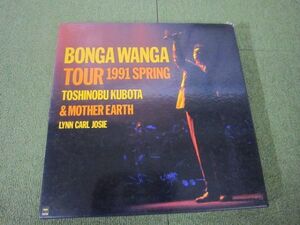 BONGA WANGA
TOUR 1991 SPRING
TOSHINOBU KUBOTA
& MOTHER EARTH
LYNN CARL JOSIE